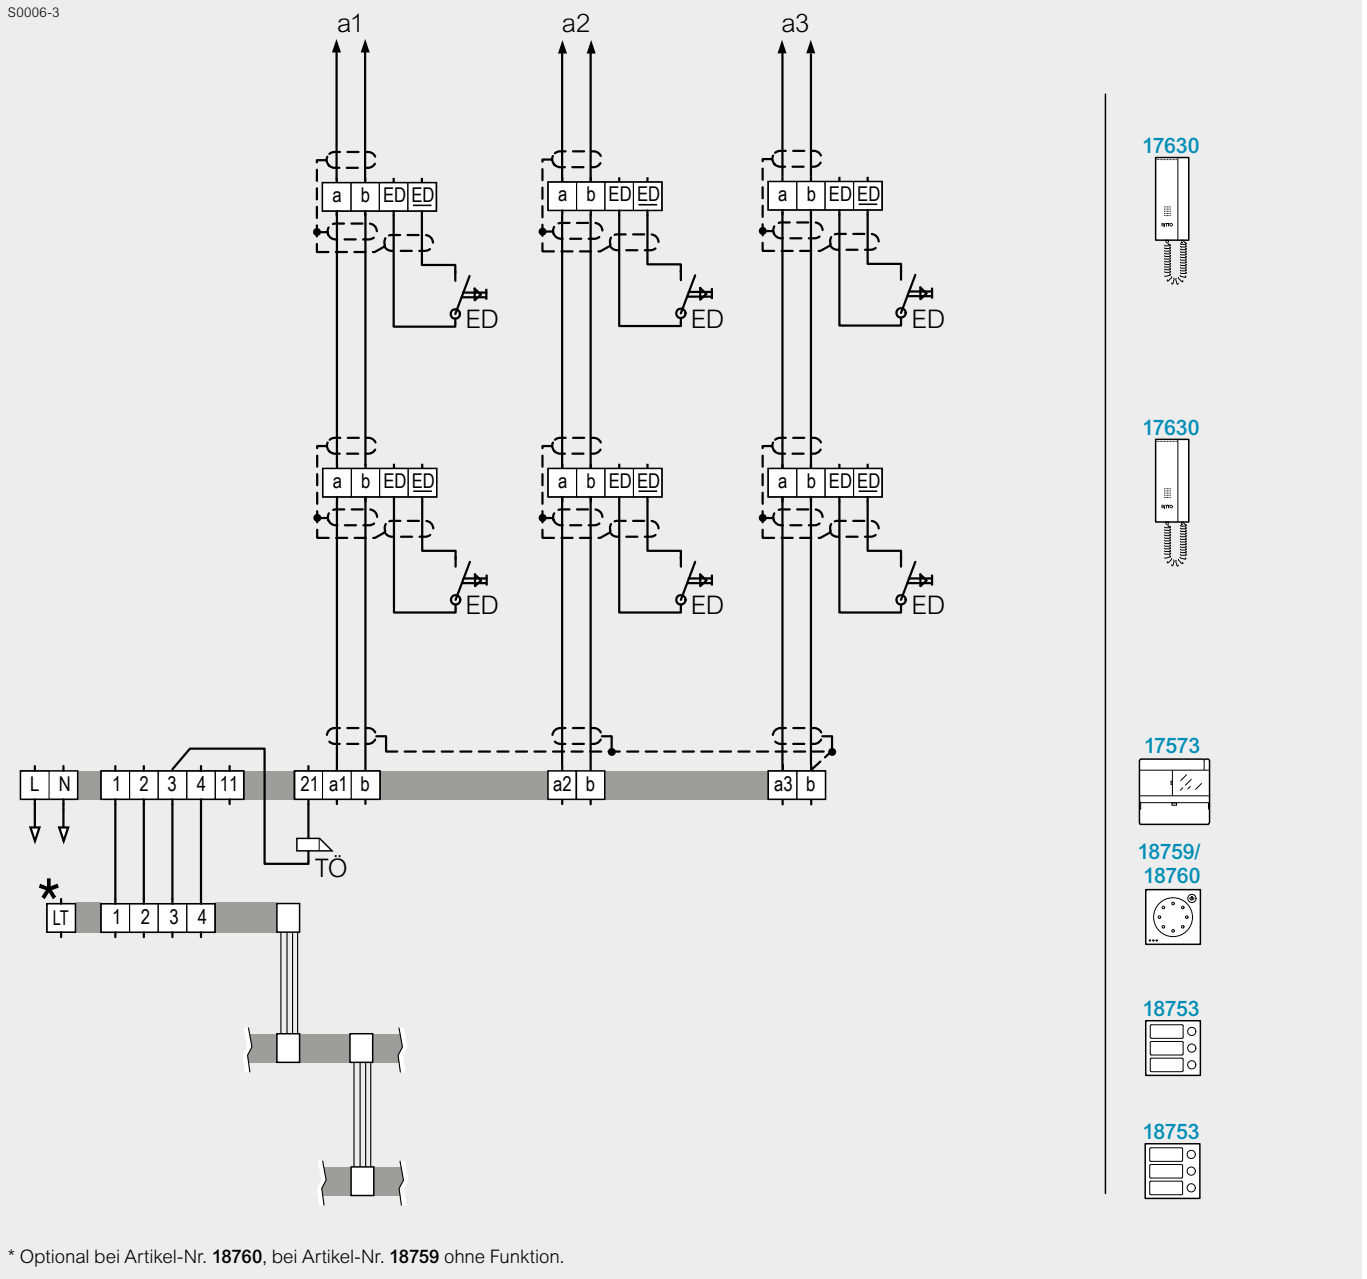 S0006-3
a1 a2 a3
17630
a b ED ED a b ED ED a b ED ED
RITTO
ED ED ED
17630
a b ED ED a b ED ED a b ED ED
RITTO
ED ED ED
17573
L N 1 2 3 4 11 21 a1 b a2 b a3 b
TÖ
18759/
18760
*
LT 1 2 3 4
18753
18753
* Optional bei Artikel-Nr. 18760, bei Artikel-Nr. 18759 ohne Funktion.